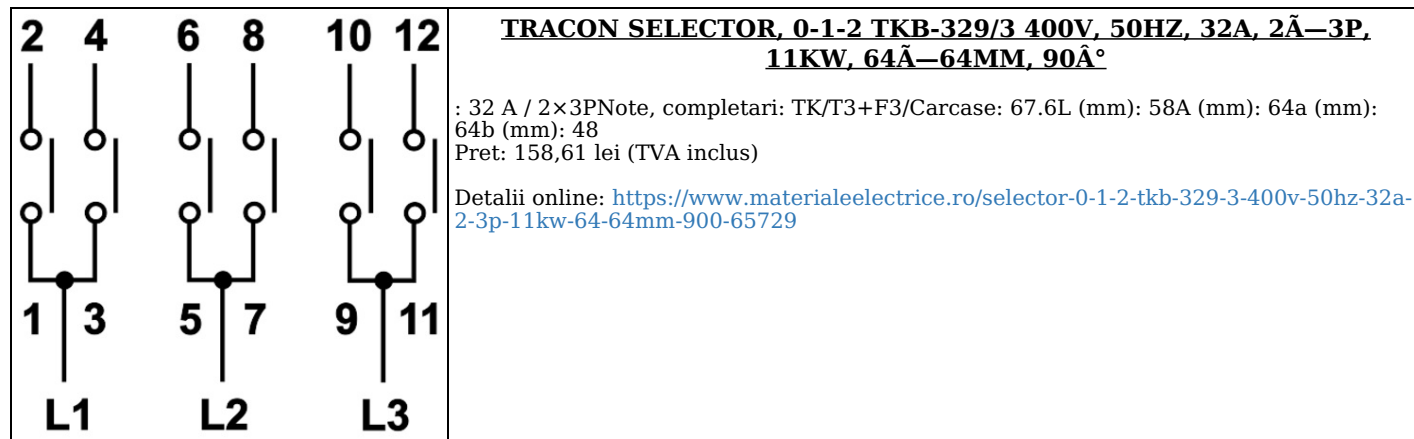 2 4 6 8 10 12
1 3 5 7 9 11
L1 L2 L3
TRACON SELECTOR, 0-1-2 TKB-329/3 400V, 50HZ, 32A, 2Ã—3P,
11KW, 64Ã—64MM, 90Â°
: 32 A / 2×3PNote, completari: TK/T3+F3/Carcase: 67.6L (mm): 58A (mm): 64a (mm):
64b (mm): 48
Pret: 158,61 lei (TVA inclus)
Detalii online: https://www.materialeelectrice.ro/selector-0-1-2-tkb-329-3-400v-50hz-32a-
2-3p-11kw-64-64mm-900-65729